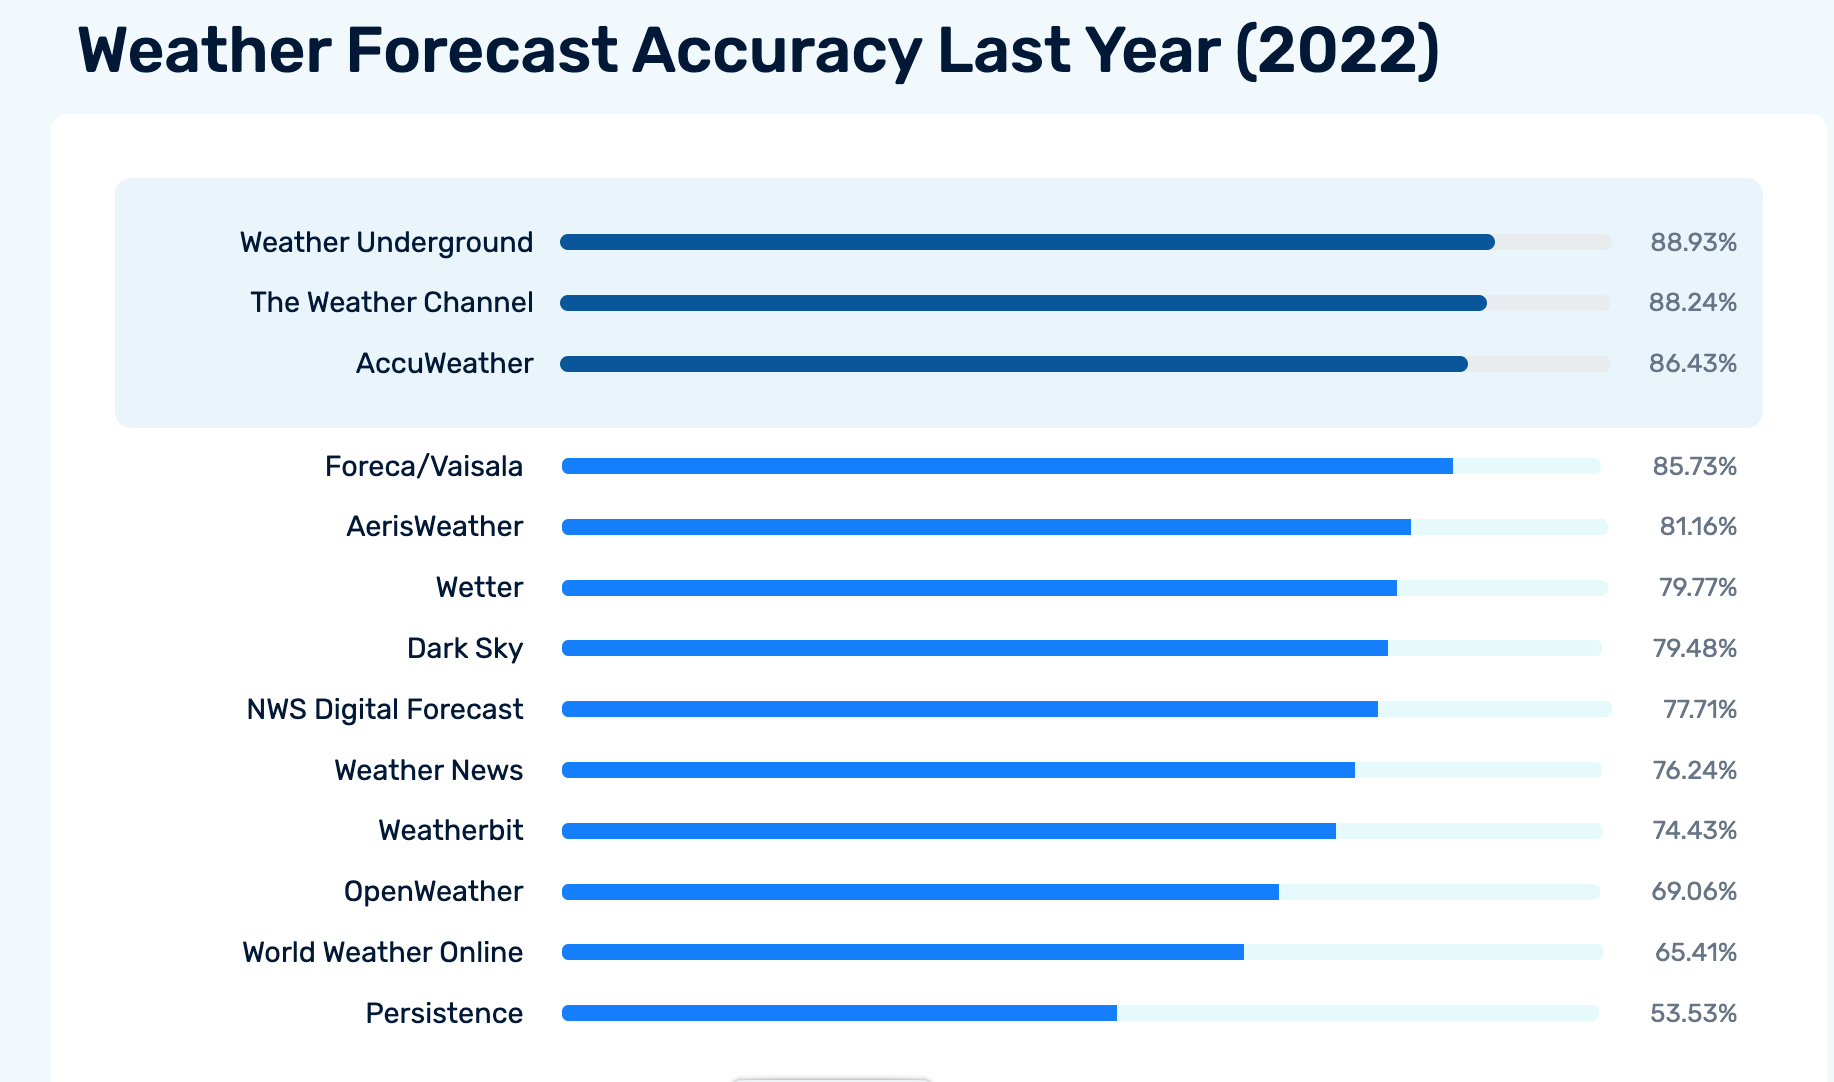 Weather Forecast Accuracy Last Year (2022)
Weather Underground 88.93%
The Weather Channel 88.24%
AccuWeather 86.43%
Foreca/Vaisala 85.73%
AerisWeather 81.16%
Wetter 79.77%
Dark Sky 79.48%
NWS Digital Forecast 77.71%
Weather News 76.24%
Weatherbit 74.43%
OpenWeather 69.06%
World Weather Online 65.41%
Persistence 53.53%